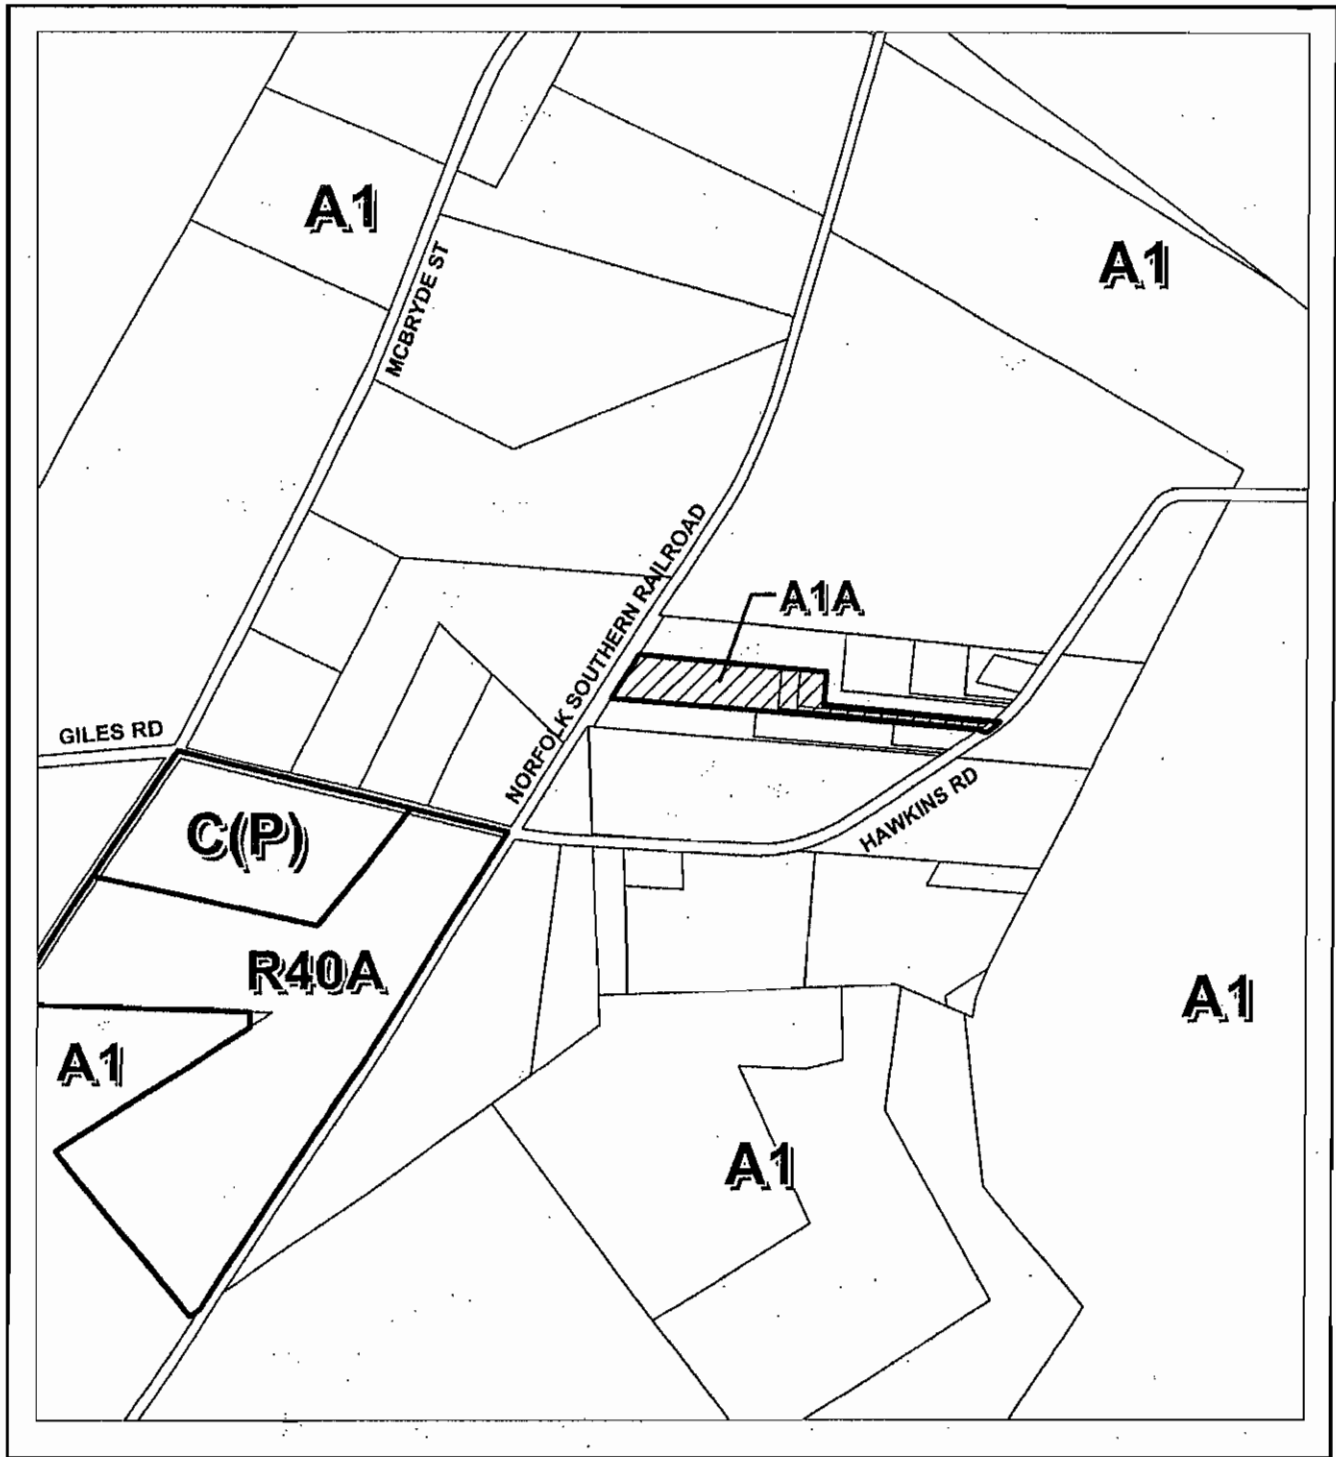 A1
A1
MCBRYDE ST
NORFOLK SOUTHERN RAILROAD
A1A
GILES RD
C(P)
HAWKINS RD
R40A
A1
A1
A1